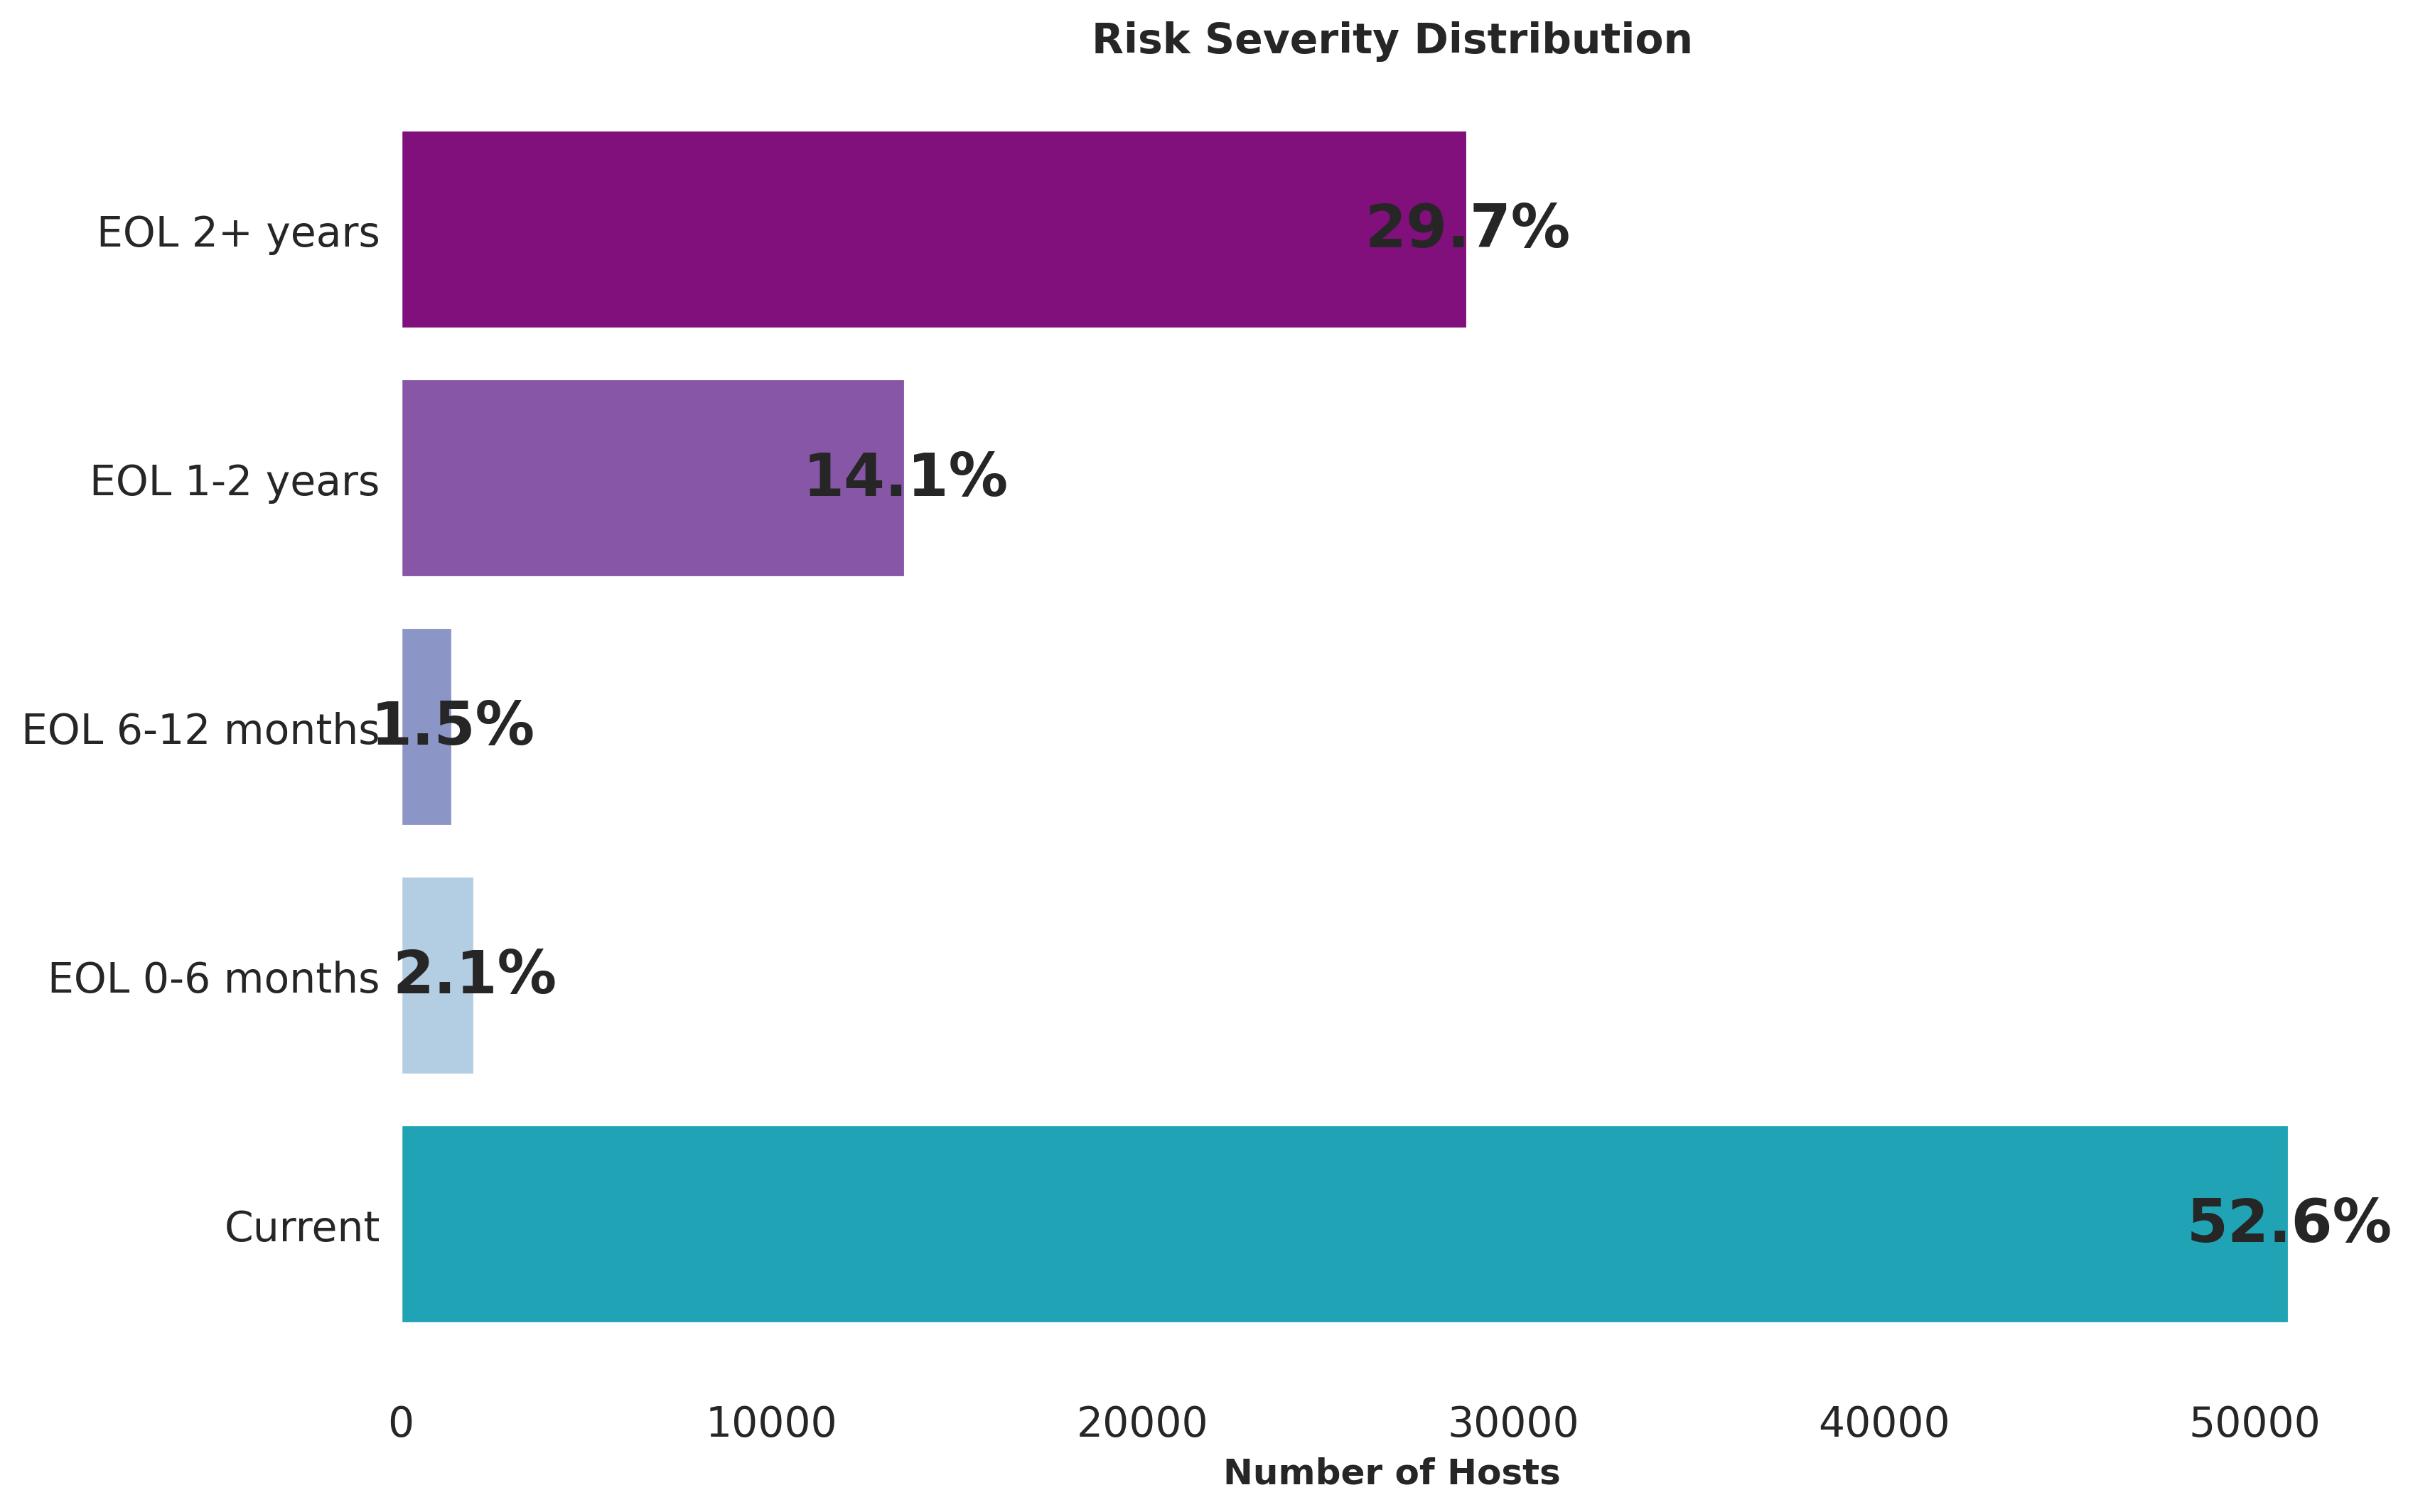 Risk Severity Distribution
EOL 2+ years
29.7%
EOL 1-2 years
14.1%
EOL 6-12 months
1.5%
EOL 0-6 months
2.1%
Current
52.6%
0 10000 20000 30000 40000 50000
Number of Hosts